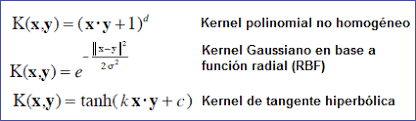 K(x,y) = (x·y + 1)^d Kernel polinomial no homogéneo
K(x,y) = e^{-‖x-y‖²/2σ²} Kernel Gaussiano en base a
función radial (RBF)
K(x,y) = tanh(k x·y + c) Kernel de tangente hiperbólica